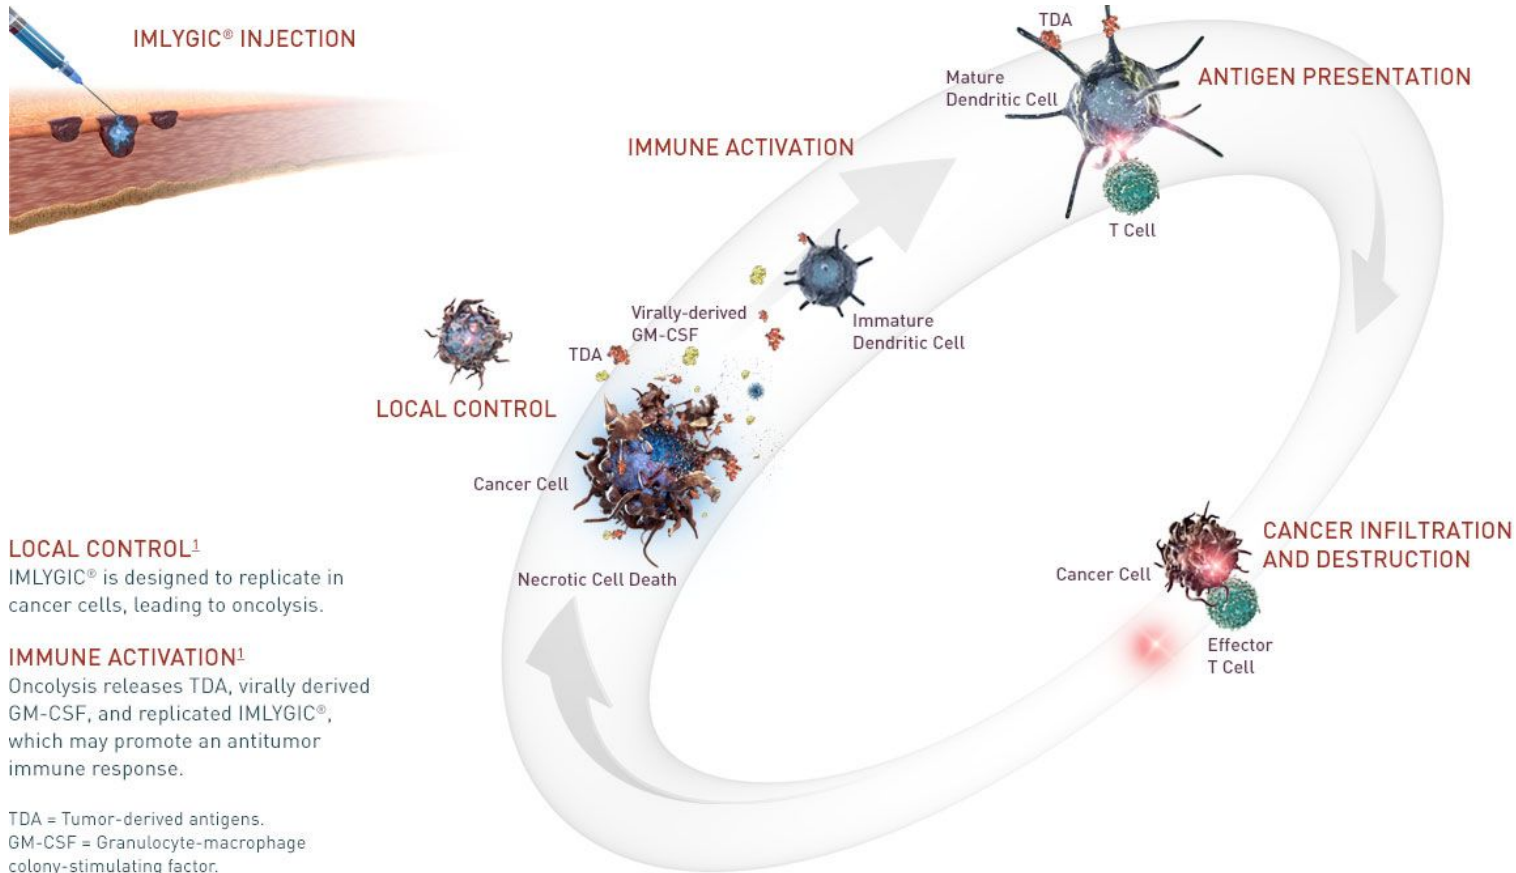 IMLYGIC® INJECTION
TDA
Mature
Dendritic Cell
ANTIGEN PRESENTATION
IMMUNE ACTIVATION
T Cell
Virally-derived
GM-CSF
Immature
Dendritic Cell
TDA
LOCAL CONTROL
Cancer Cell
Necrotic Cell Death
CANCER INFILTRATION
AND DESTRUCTION
Cancer Cell
Effector
T Cell
LOCAL CONTROL1
IMLYGIC® is designed to replicate in
cancer cells, leading to oncolysis.
IMMUNE ACTIVATION1
Oncolysis releases TDA, virally derived
GM-CSF, and replicated IMLYGIC®,
which may promote an antitumor
immune response.
TDA = Tumor-derived antigens.
GM-CSF = Granulocyte-macrophage
colony-stimulating factor.